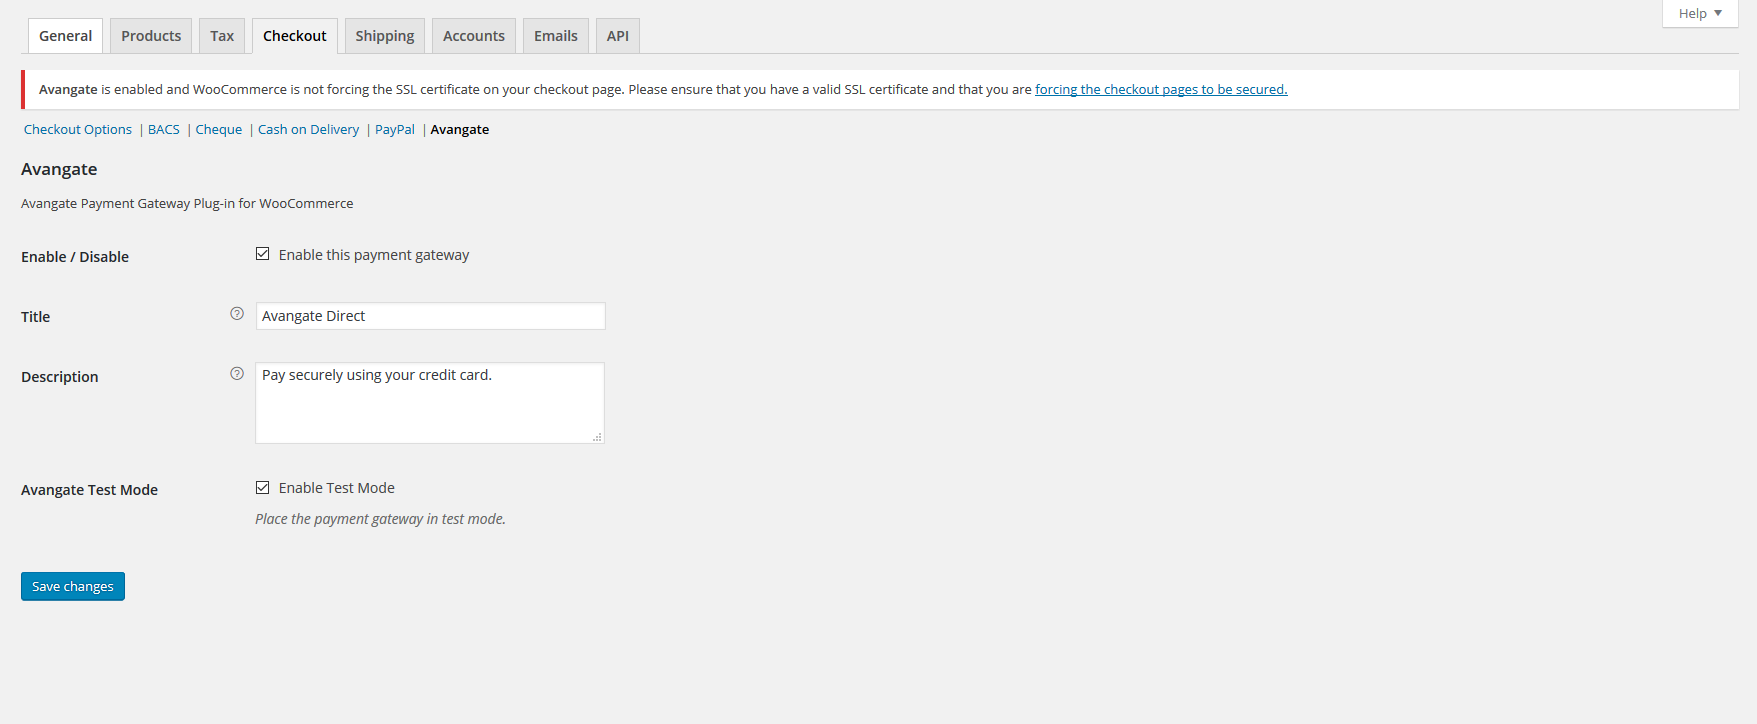 General Products Tax Checkout Shipping Accounts Emails API Help ▼
Avangate is enabled and WooCommerce is not forcing the SSL certificate on your checkout page. Please ensure that you have a valid SSL certificate and that you are forcing the checkout pages to be secured.
Checkout Options | BACS | Cheque | Cash on Delivery | PayPal | Avangate
Avangate
Avangate Payment Gateway Plug-in for WooCommerce
Enable / Disable Enable this payment gateway
Title ? Avangate Direct
Description ? Pay securely using your credit card.
Avangate Test Mode Enable Test Mode
Place the payment gateway in test mode.
Save changes